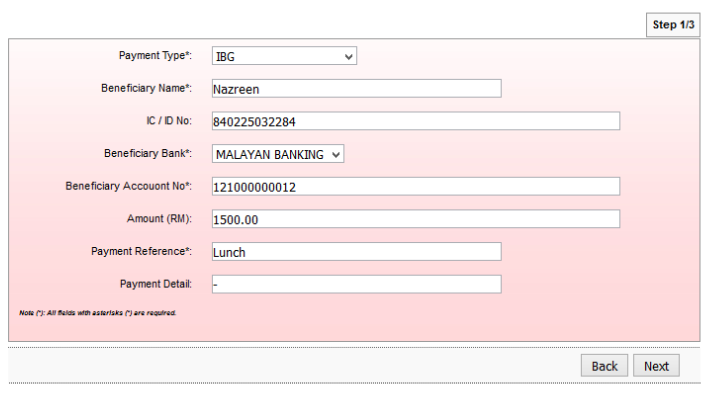 Step 1/3
Payment Type*: IBG
Beneficiary Name*: Nazreen
IC / ID No: 840225032284
Beneficiary Bank*: MALAYAN BANKING
Beneficiary Accouont No*: 121000000012
Amount (RM): 1500.00
Payment Reference*: Lunch
Payment Detail: -
Note (*): All fields with asterisks (*) are required.
Back Next